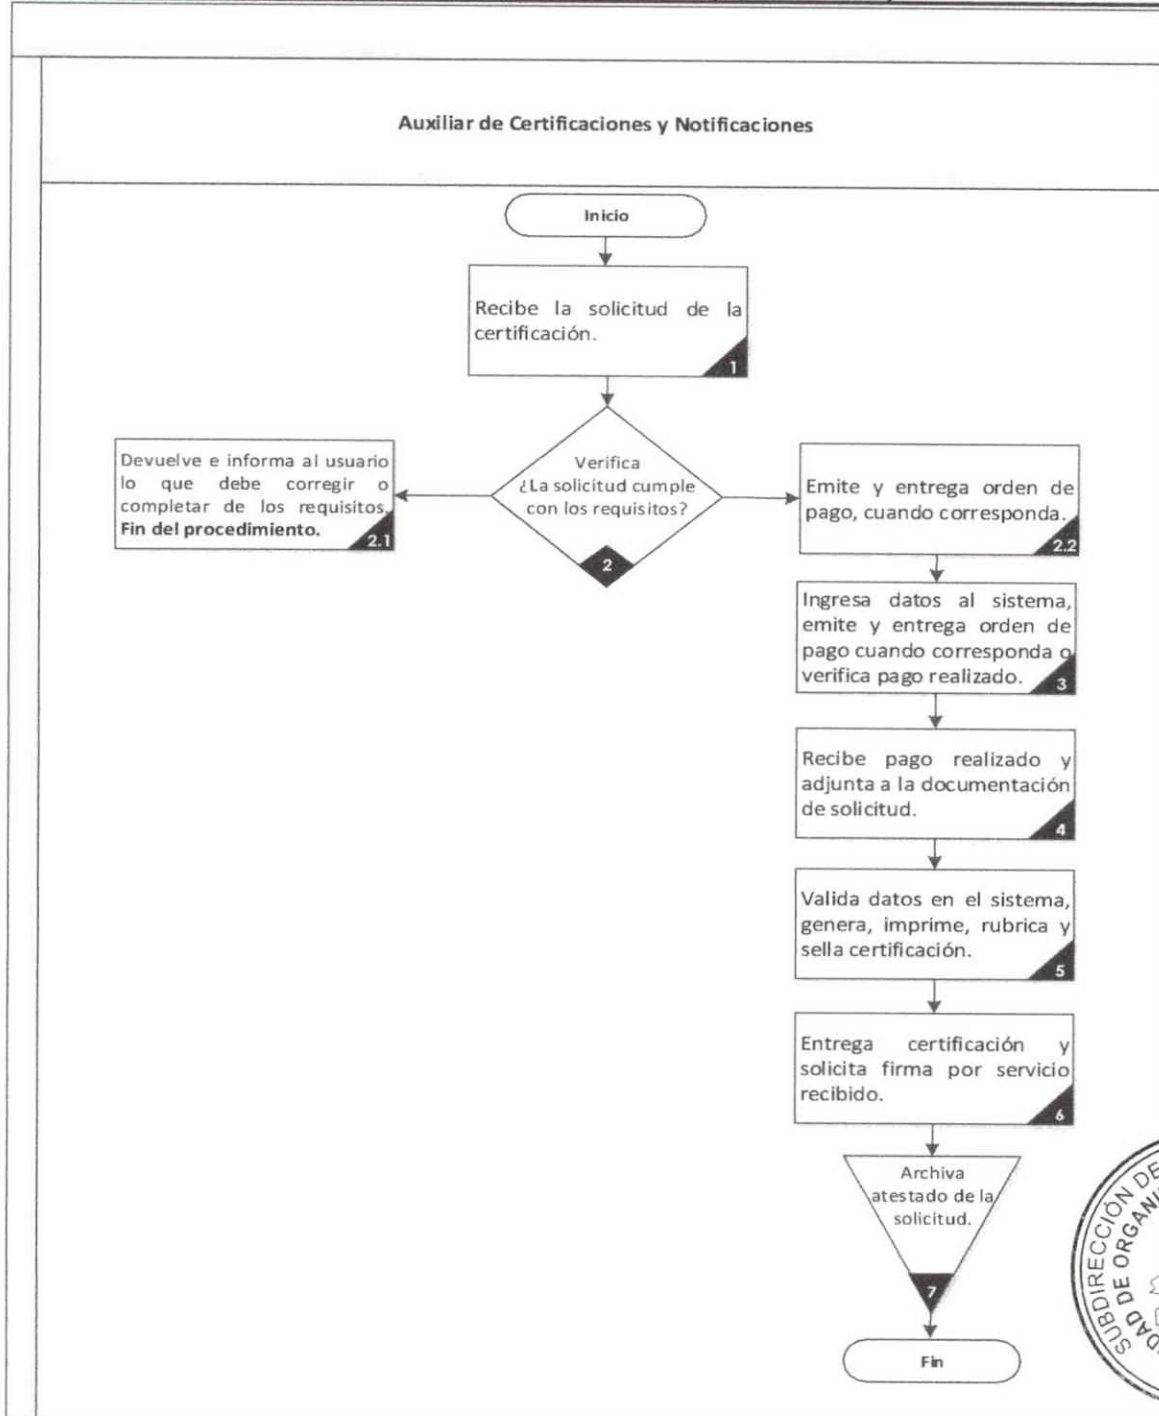 Auxiliar de Certificaciones y Notificaciones
Inicio
Recibe la solicitud de la
certificación.
1
Verifica
¿La solicitud cumple
con los requisitos?
2
Devuelve e informa al usuario
lo que debe corregir o
completar de los requisitos.
Fin del procedimiento.
2.1
Emite y entrega orden de
pago, cuando corresponda.
2.2
Ingresa datos al sistema,
emite y entrega orden de
pago cuando corresponda o
verifica pago realizado.
3
Recibe pago realizado y
adjunta a la documentación
de solicitud.
4
Valida datos en el sistema,
genera, imprime, rubrica y
sella certificación.
5
Entrega certificación y
solicita firma por servicio
recibido.
6
Archiva
atestado de la
solicitud.
7
Fin
SUBDIRECCIÓN DE
DE